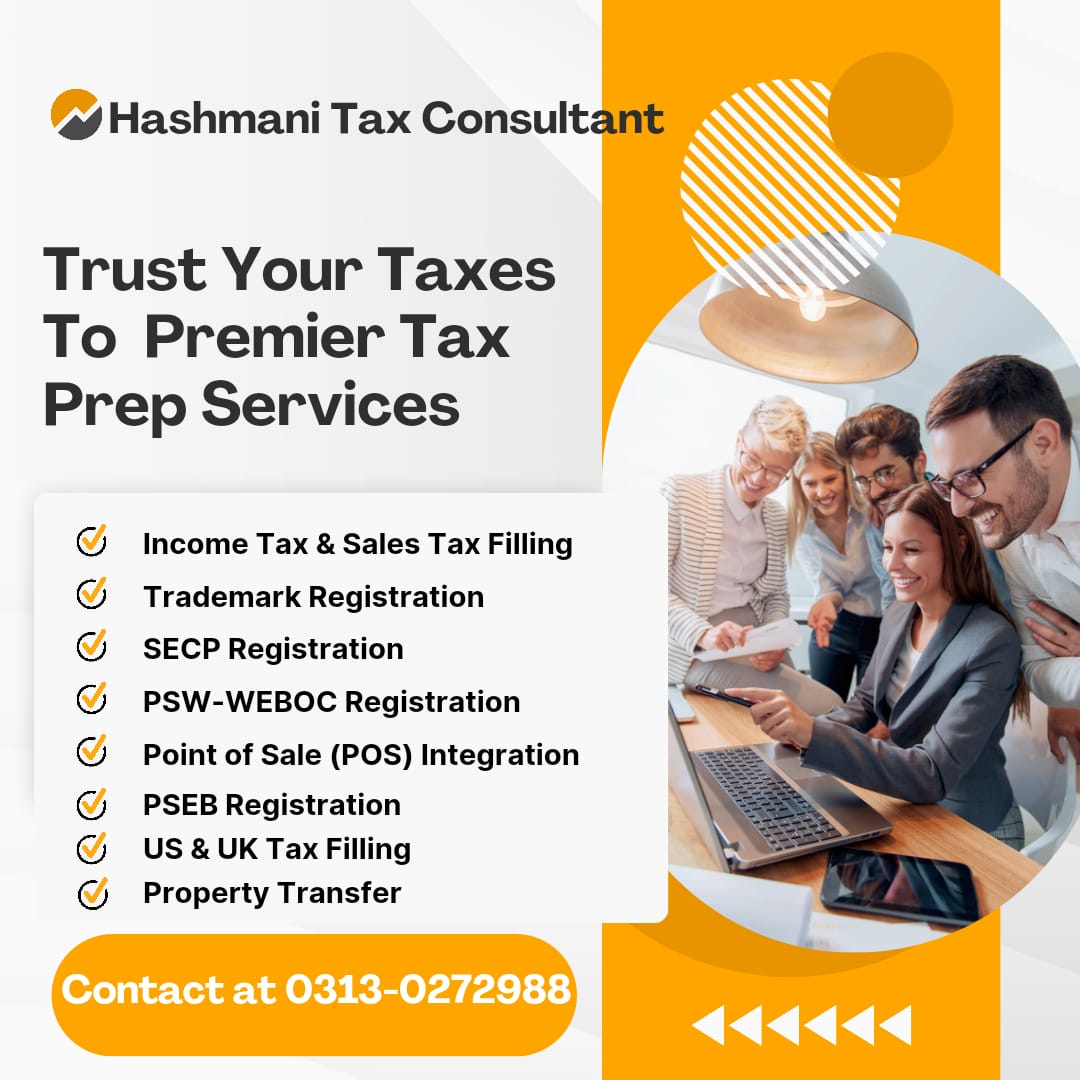 Hashmani Tax Consultant
Trust Your Taxes
To Premier Tax
Prep Services
Income Tax & Sales Tax Filling
Trademark Registration
SECP Registration
PSW-WEBOC Registration
Point of Sale (POS) Integration
PSEB Registration
US & UK Tax Filling
Property Transfer
Contact at 0313-0272988